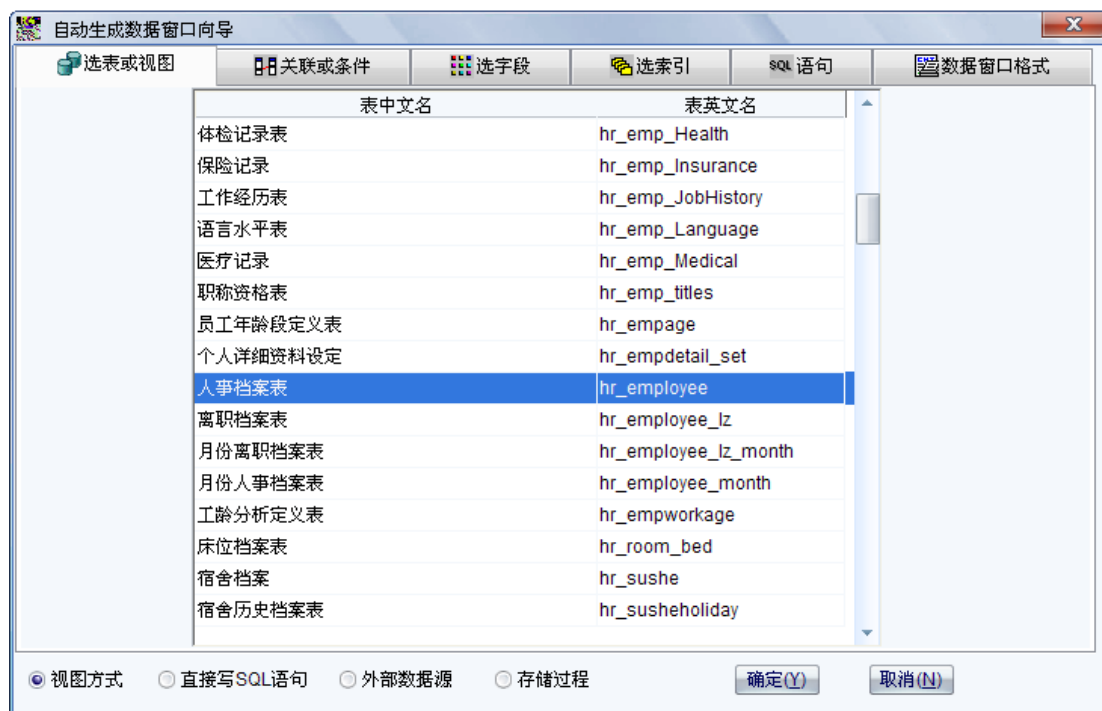 自动生成数据窗口向导
选表或视图 关联或条件 选字段 选索引 SQL 语句 数据窗口格式
表中文名 表英文名
体检记录表 hr_emp_Health
保险记录 hr_emp_Insurance
工作经历表 hr_emp_JobHistory
语言水平表 hr_emp_Language
医疗记录 hr_emp_Medical
职称资格表 hr_emp_titles
员工年龄段定义表 hr_empage
个人详细资料设定 hr_empdetail_set
人事档案表 hr_employee
离职档案表 hr_employee_lz
月份离职档案表 hr_employee_lz_month
月份人事档案表 hr_employee_month
工龄分析定义表 hr_empworkage
床位档案表 hr_room_bed
宿舍档案 hr_sushe
宿舍历史档案表 hr_susheholiday
视图方式 直接写SQL语句 外部数据源 存储过程 确定(Y) 取消(N)